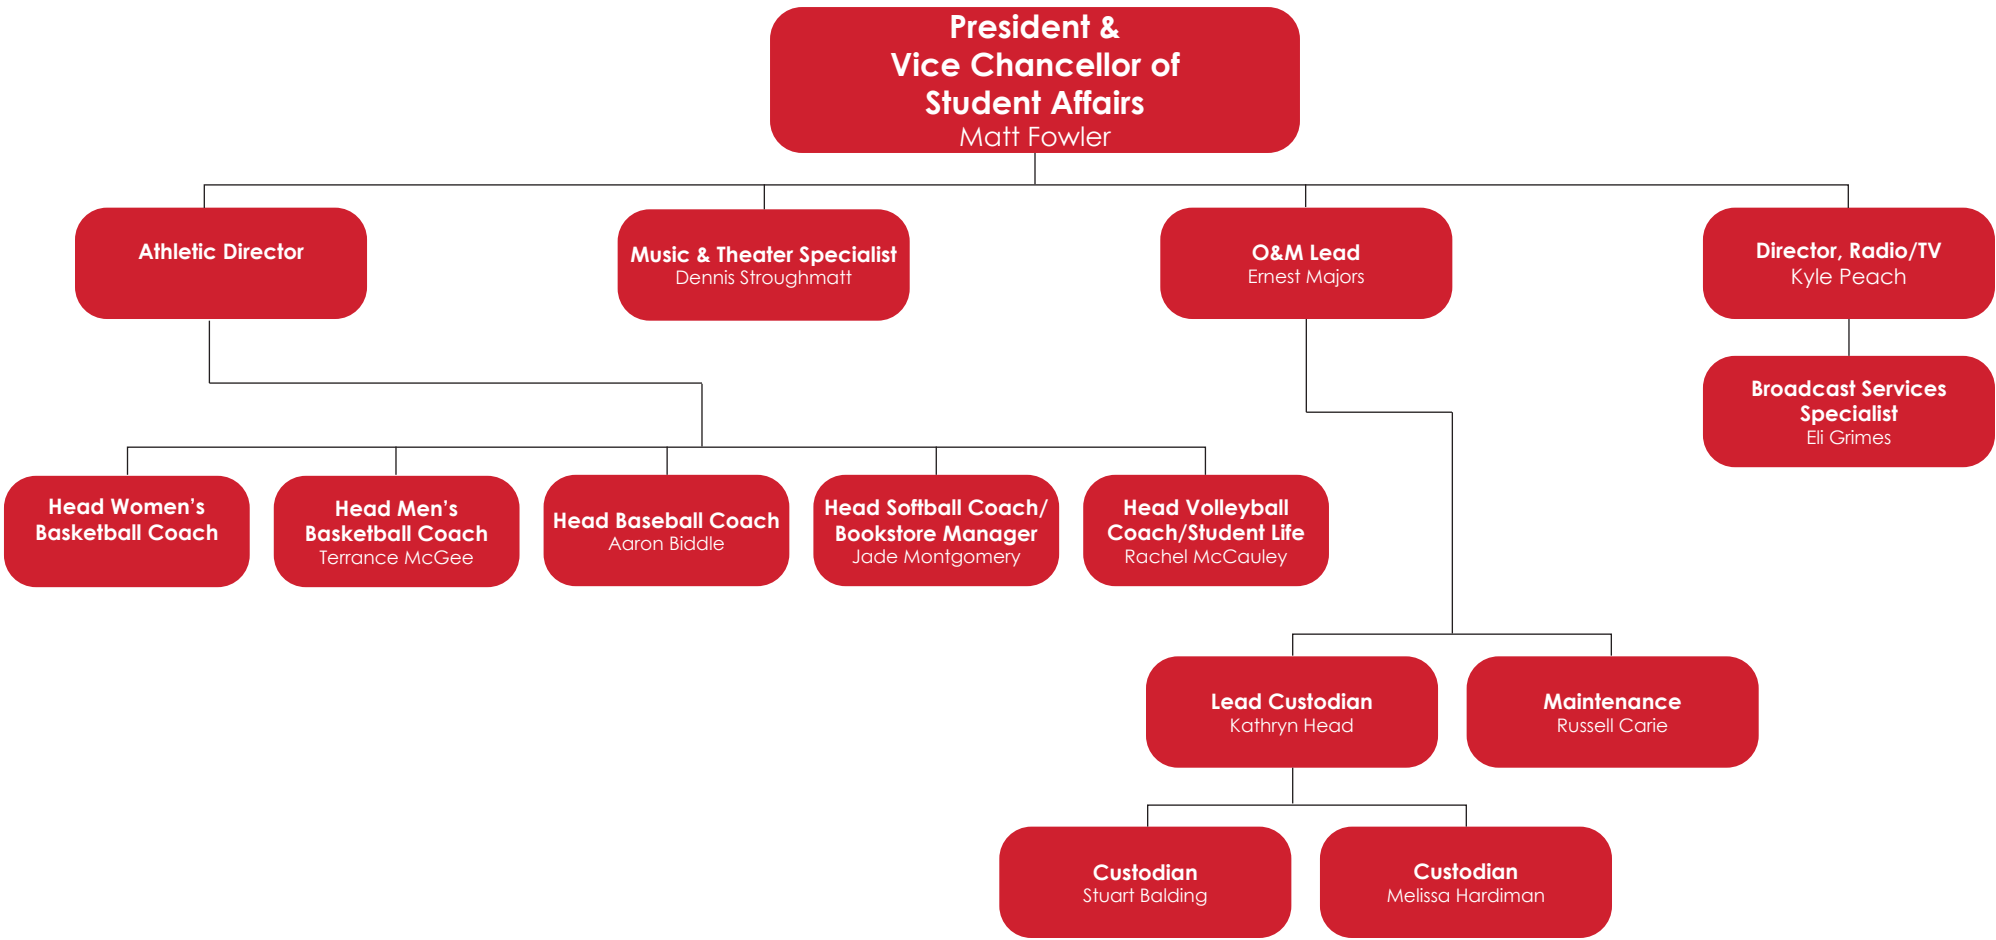 President &
Vice Chancellor of
Student Affairs
Matt Fowler
Athletic Director
Music & Theater Specialist
Dennis Stroughmatt
O&M Lead
Ernest Majors
Director, Radio/TV
Kyle Peach
Broadcast Services
Specialist
Eli Grimes
Head Women’s
Basketball Coach
Head Men’s
Basketball Coach
Terrance McGee
Head Baseball Coach
Aaron Biddle
Head Softball Coach/
Bookstore Manager
Jade Montgomery
Head Volleyball
Coach/Student Life
Rachel McCauley
Lead Custodian
Kathryn Head
Maintenance
Russell Carie
Custodian
Stuart Balding
Custodian
Melissa Hardiman